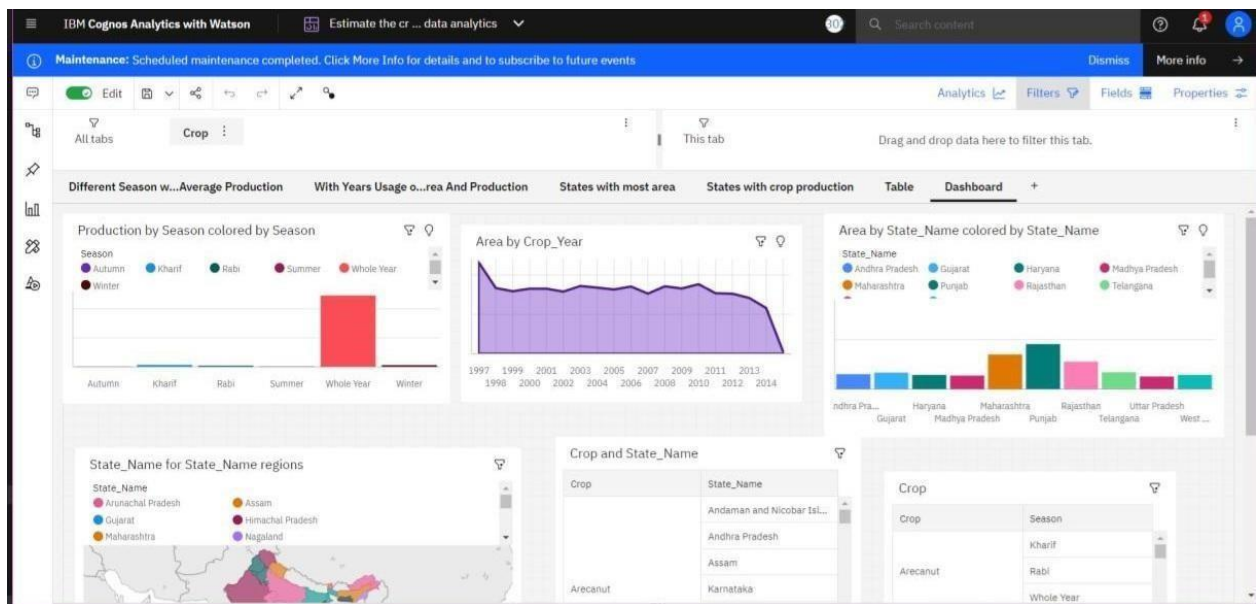 IBM Cognos Analytics with Watson
Estimate the cr ... data analytics
30
Search content
1
Maintenance: Scheduled maintenance completed. Click More Info for details and to subscribe to future events
Dismiss
More info
Edit
Analytics
Filters
Fields
Properties
All tabs
Crop
This tab
Drag and drop data here to filter this tab.
Different Season w...Average Production
With Years Usage o...rea And Production
States with most area
States with crop production
Table
Dashboard
Production by Season colored by Season
Season
Autumn Kharif Rabi Summer Whole Year
Winter
Autumn Kharif Rabi Summer Whole Year Winter
Area by Crop_Year
1997 1999 2001 2003 2005 2007 2009 2011 2013
1998 2000 2002 2004 2006 2008 2010 2012 2014
Area by State_Name colored by State_Name
State_Name
Andhra Pradesh Gujarat Haryana Madhya Pradesh
Maharashtra Punjab Rajasthan Telangana
ndhra Pra... Haryana Maharashtra Rajasthan Uttar Pradesh
Gujarat Madhya Pradesh Punjab Telangana West ...
State_Name for State_Name regions
State_Name
Arunachal Pradesh Assam
Gujarat Himachal Pradesh
Maharashtra Nagaland
Crop and State_Name
Crop State_Name
Andaman and Nicobar Isl...
Andhra Pradesh
Assam
Arecanut Karnataka
Crop
Crop Season
Kharif
Arecanut Rabi
Whole Year